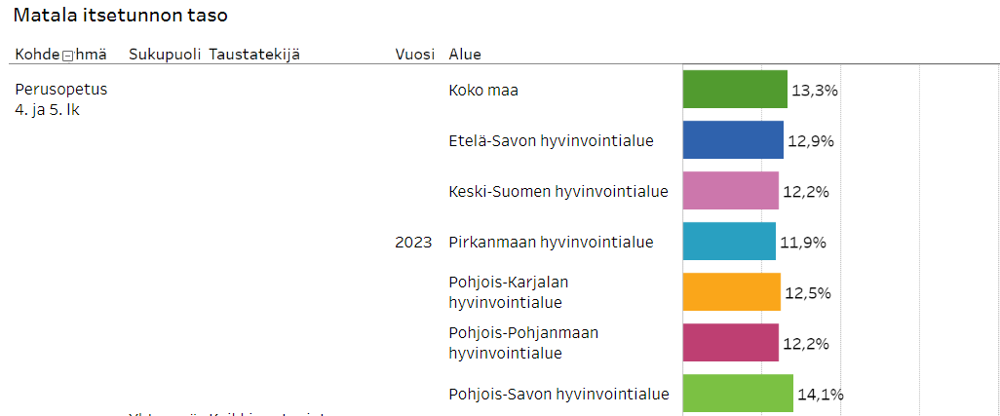 Matala itsetunnon taso
Kohde hmä Sukupuoli Taustatekijä Vuosi Alue
Perusopetus
4. ja 5. lk
Koko maa 13,3%
Etelä-Savon hyvinvointialue 12,9%
Keski-Suomen hyvinvointialue 12,2%
2023 Pirkanmaan hyvinvointialue 11,9%
Pohjois-Karjalan
hyvinvointialue 12,5%
Pohjois-Pohjanmaan
hyvinvointialue 12,2%
Pohjois-Savon hyvinvointialue 14,1%